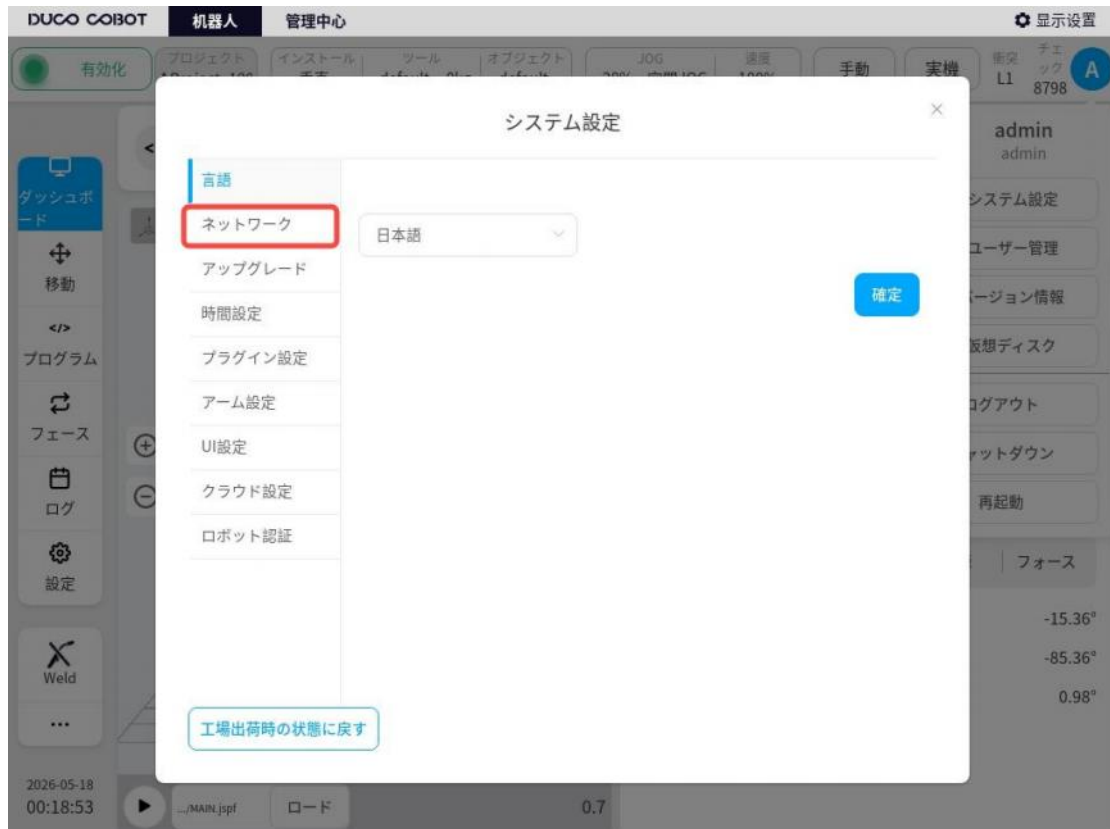 DUCO COBOT 机器人 管理中心 显示设置
有効化 プロジェクト インストール ツール オブジェクト JOG 速度 手動 実機 衝突 L1 チェック 8798 A
システム設定 ×
admin
admin
言語
ネットワーク
アップグレード
時間設定
プラグイン設定
アーム設定
UI設定
クラウド設定
ロボット認証
日本語
確定
工場出荷時の状態に戻す
ダッシュボ
ード
移動
</>
プログラム
フェース
ログ
設定
Weld
...
システム設定
ユーザー管理
バージョン情報
仮想ディスク
ログアウト
シャットダウン
再起動
フォース
-15.36°
-85.36°
0.98°
2026-05-18
00:18:53
.../MAIN.jspf ロード 0.7